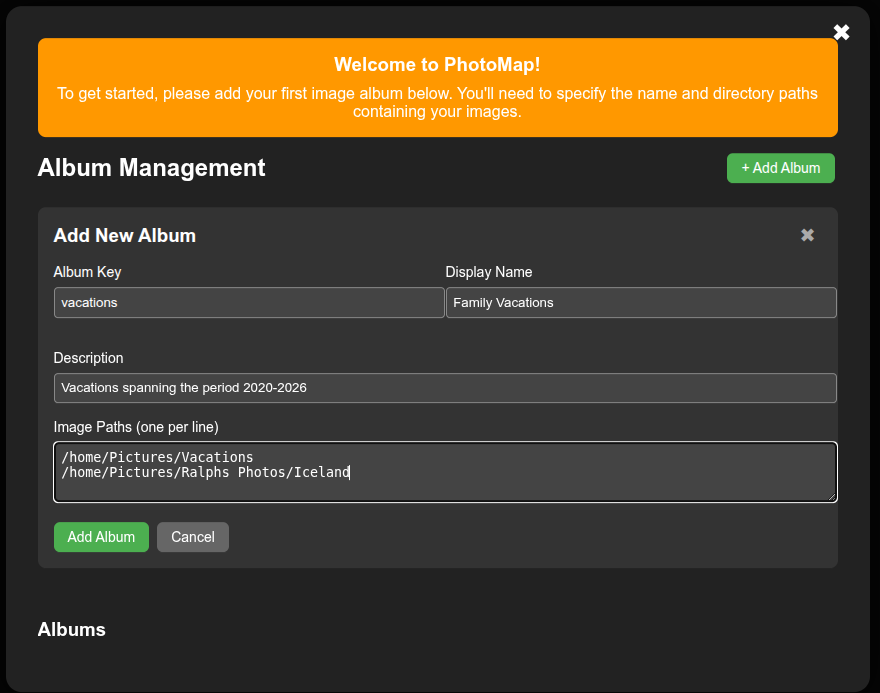 ✖
Welcome to PhotoMap!
To get started, please add your first image album below. You'll need to specify the name and directory paths
containing your images.
Album Management
+ Add Album
Add New Album
✖
Album Key
Display Name
vacations
Family Vacations
Description
Vacations spanning the period 2020-2026
Image Paths (one per line)
/home/Pictures/Vacations
/home/Pictures/Ralphs Photos/Iceland
Add Album
Cancel
Albums